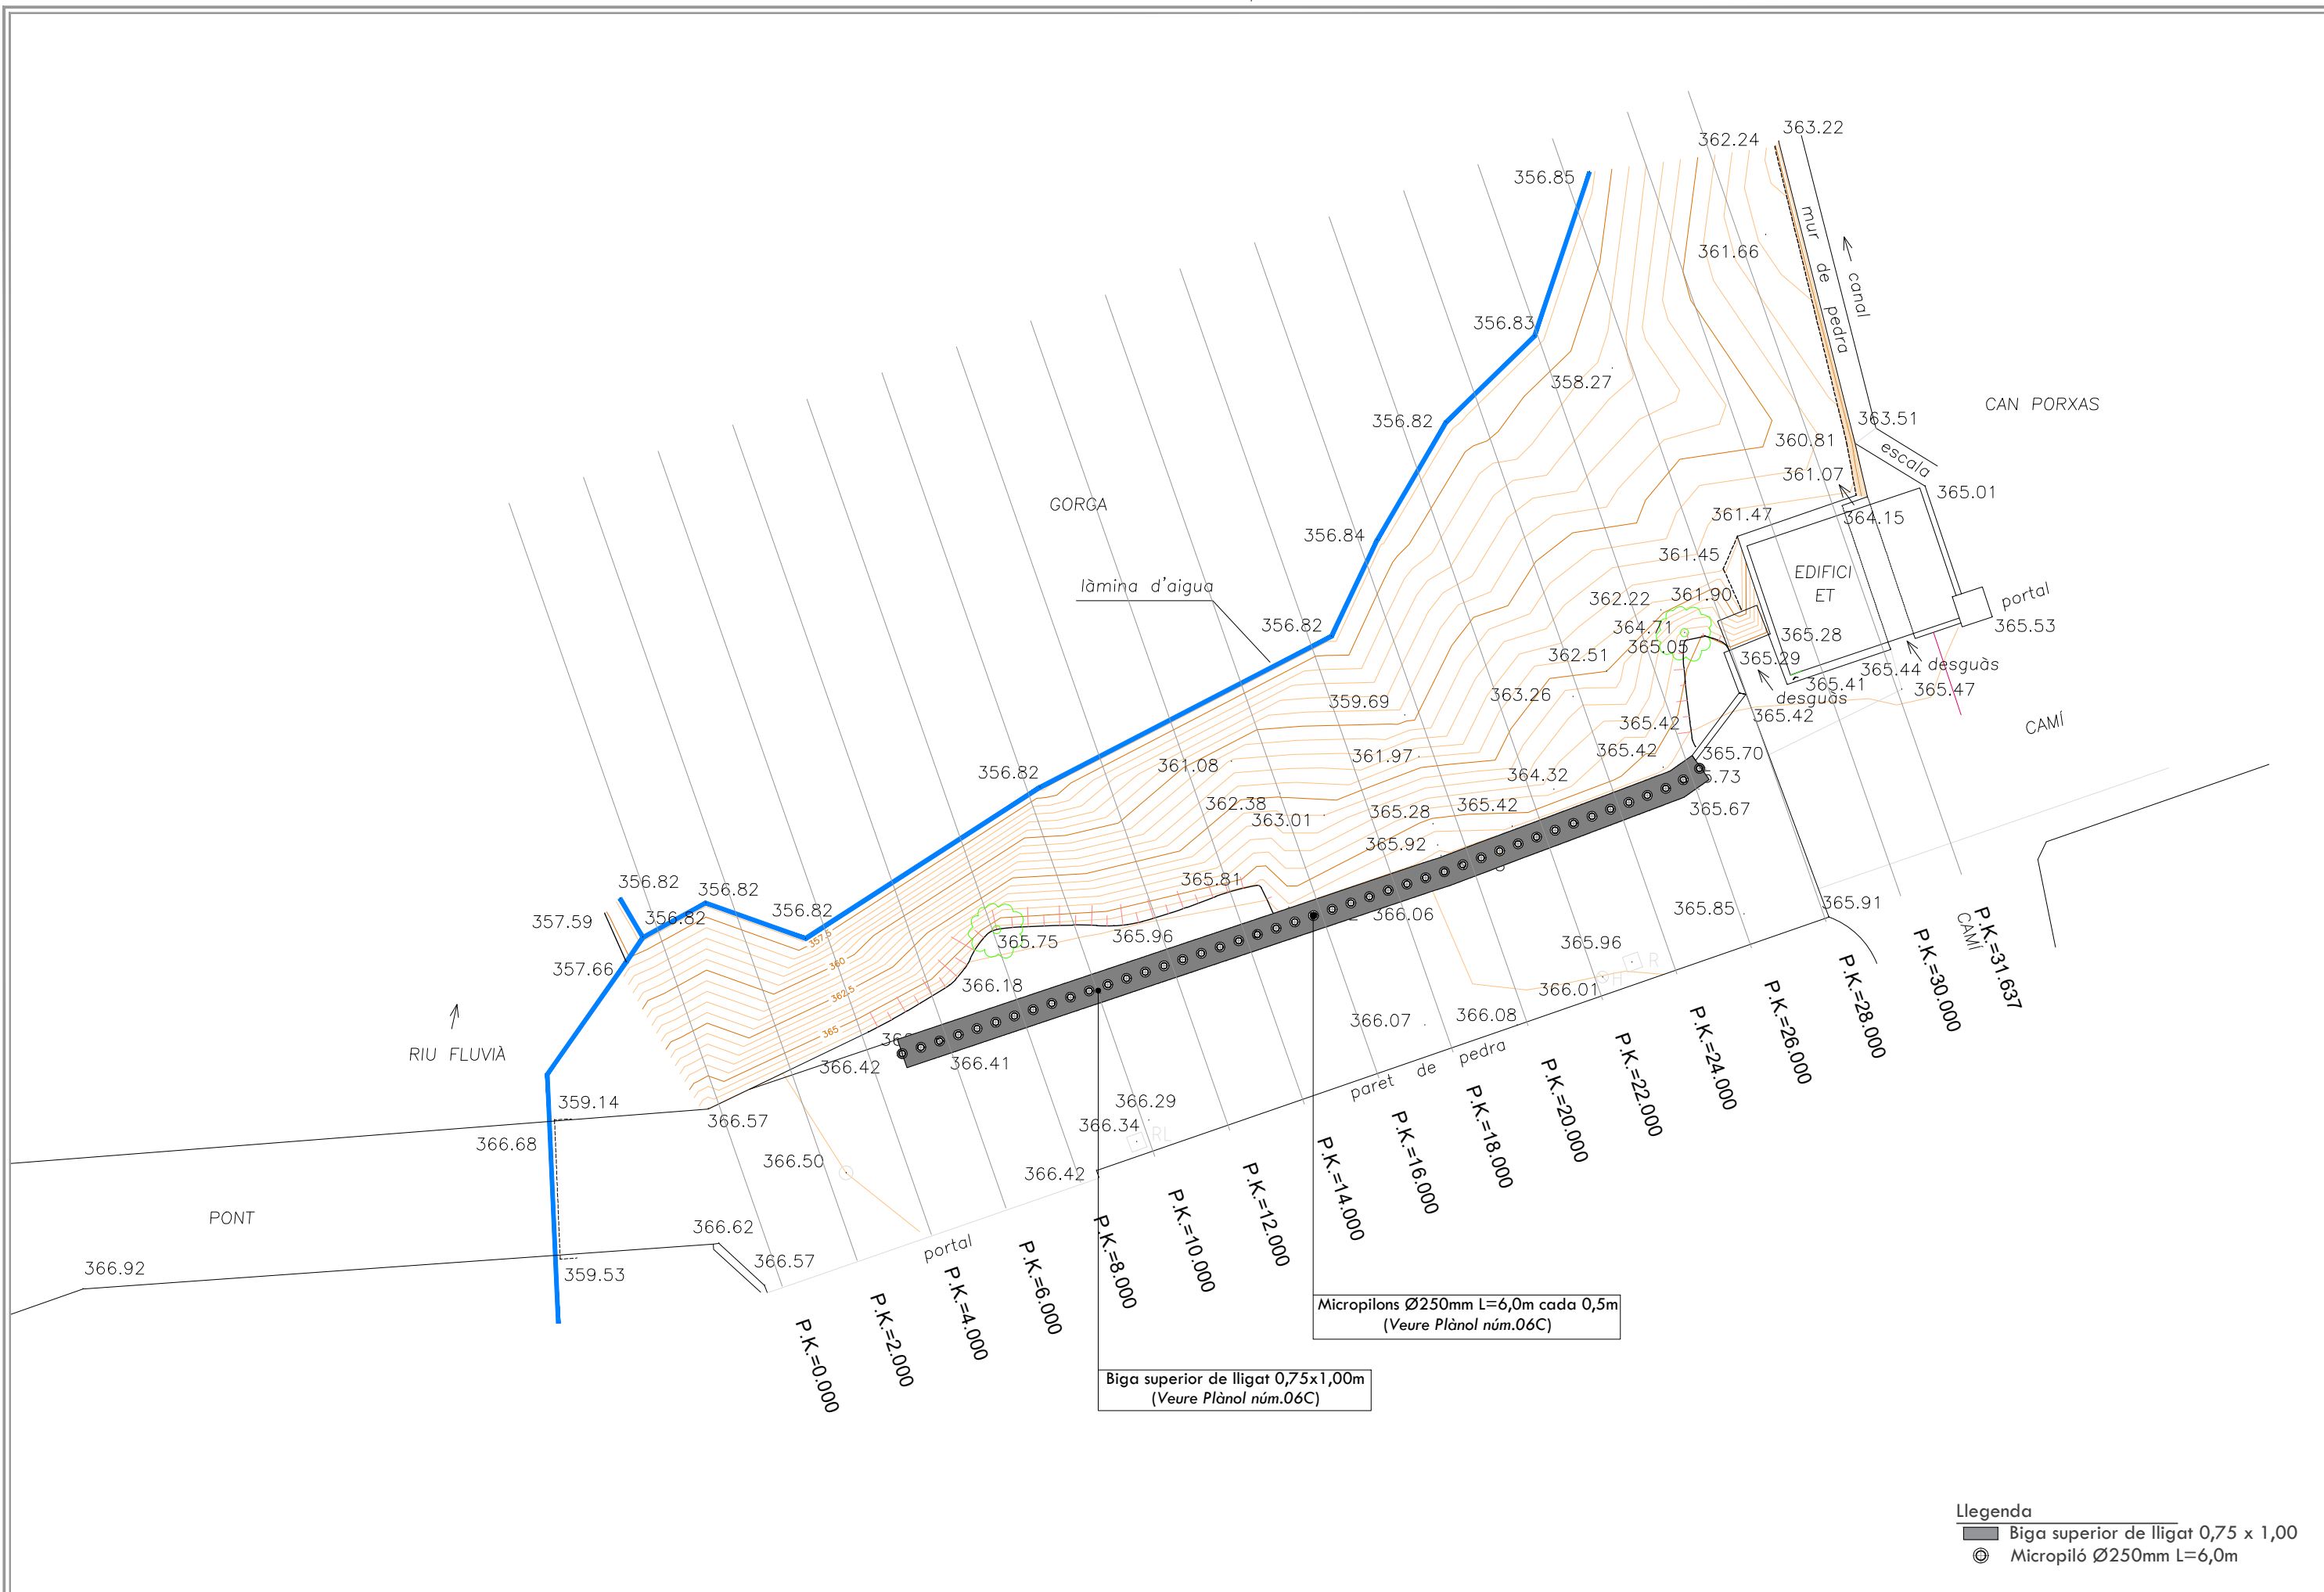 363.22
362.24
356.85
mur de pedra
canal
361.66
356.83
358.27
CAN PORXAS
356.82
363.51
360.81
escala
361.07
365.01
GORGA
361.47
364.15
356.84
361.45
EDIFICI
ET
làmina d'aigua
362.22
361.90
portal
356.82
364.71
365.28
365.53
365.05
362.51
365.29
365.44
desguàs
365.41
365.47
desguàs
363.26
359.69
365.42
365.42
CAMÍ
365.42
365.70
361.97
361.08
356.82
364.32
5.73
362.38
365.28
365.42
365.67
363.01
365.92
356.82
356.82
365.81
356.82
356.82
357.59
366.06
365.85
365.91
CAMÍ
365.75
365.96
357.5
365.96
R
H
357.66
360
366.18
366.01
362.5
365
366.07
366.08
RIU FLUVIÀ
366.42
366.41
paret de pedra
359.14
366.57
366.68
366.29
366.34
RL
366.50
366.42
PONT
366.62
portal
366.57
366.92
359.53
P.K.=0.000
P.K.=2.000
P.K.=4.000
P.K.=6.000
P.K.=8.000
P.K.=10.000
P.K.=12.000
P.K.=14.000
P.K.=16.000
P.K.=18.000
P.K.=20.000
P.K.=22.000
P.K.=24.000
P.K.=26.000
P.K.=28.000
P.K.=30.000
P.K.=31.637
Micropilons Ø250mm L=6,0m cada 0,5m
(Veure Plànol núm.06C)
Biga superior de lligat 0,75x1,00m
(Veure Plànol núm.06C)
Llegenda
Biga superior de lligat 0,75 x 1,00
Micropiló Ø250mm L=6,0m